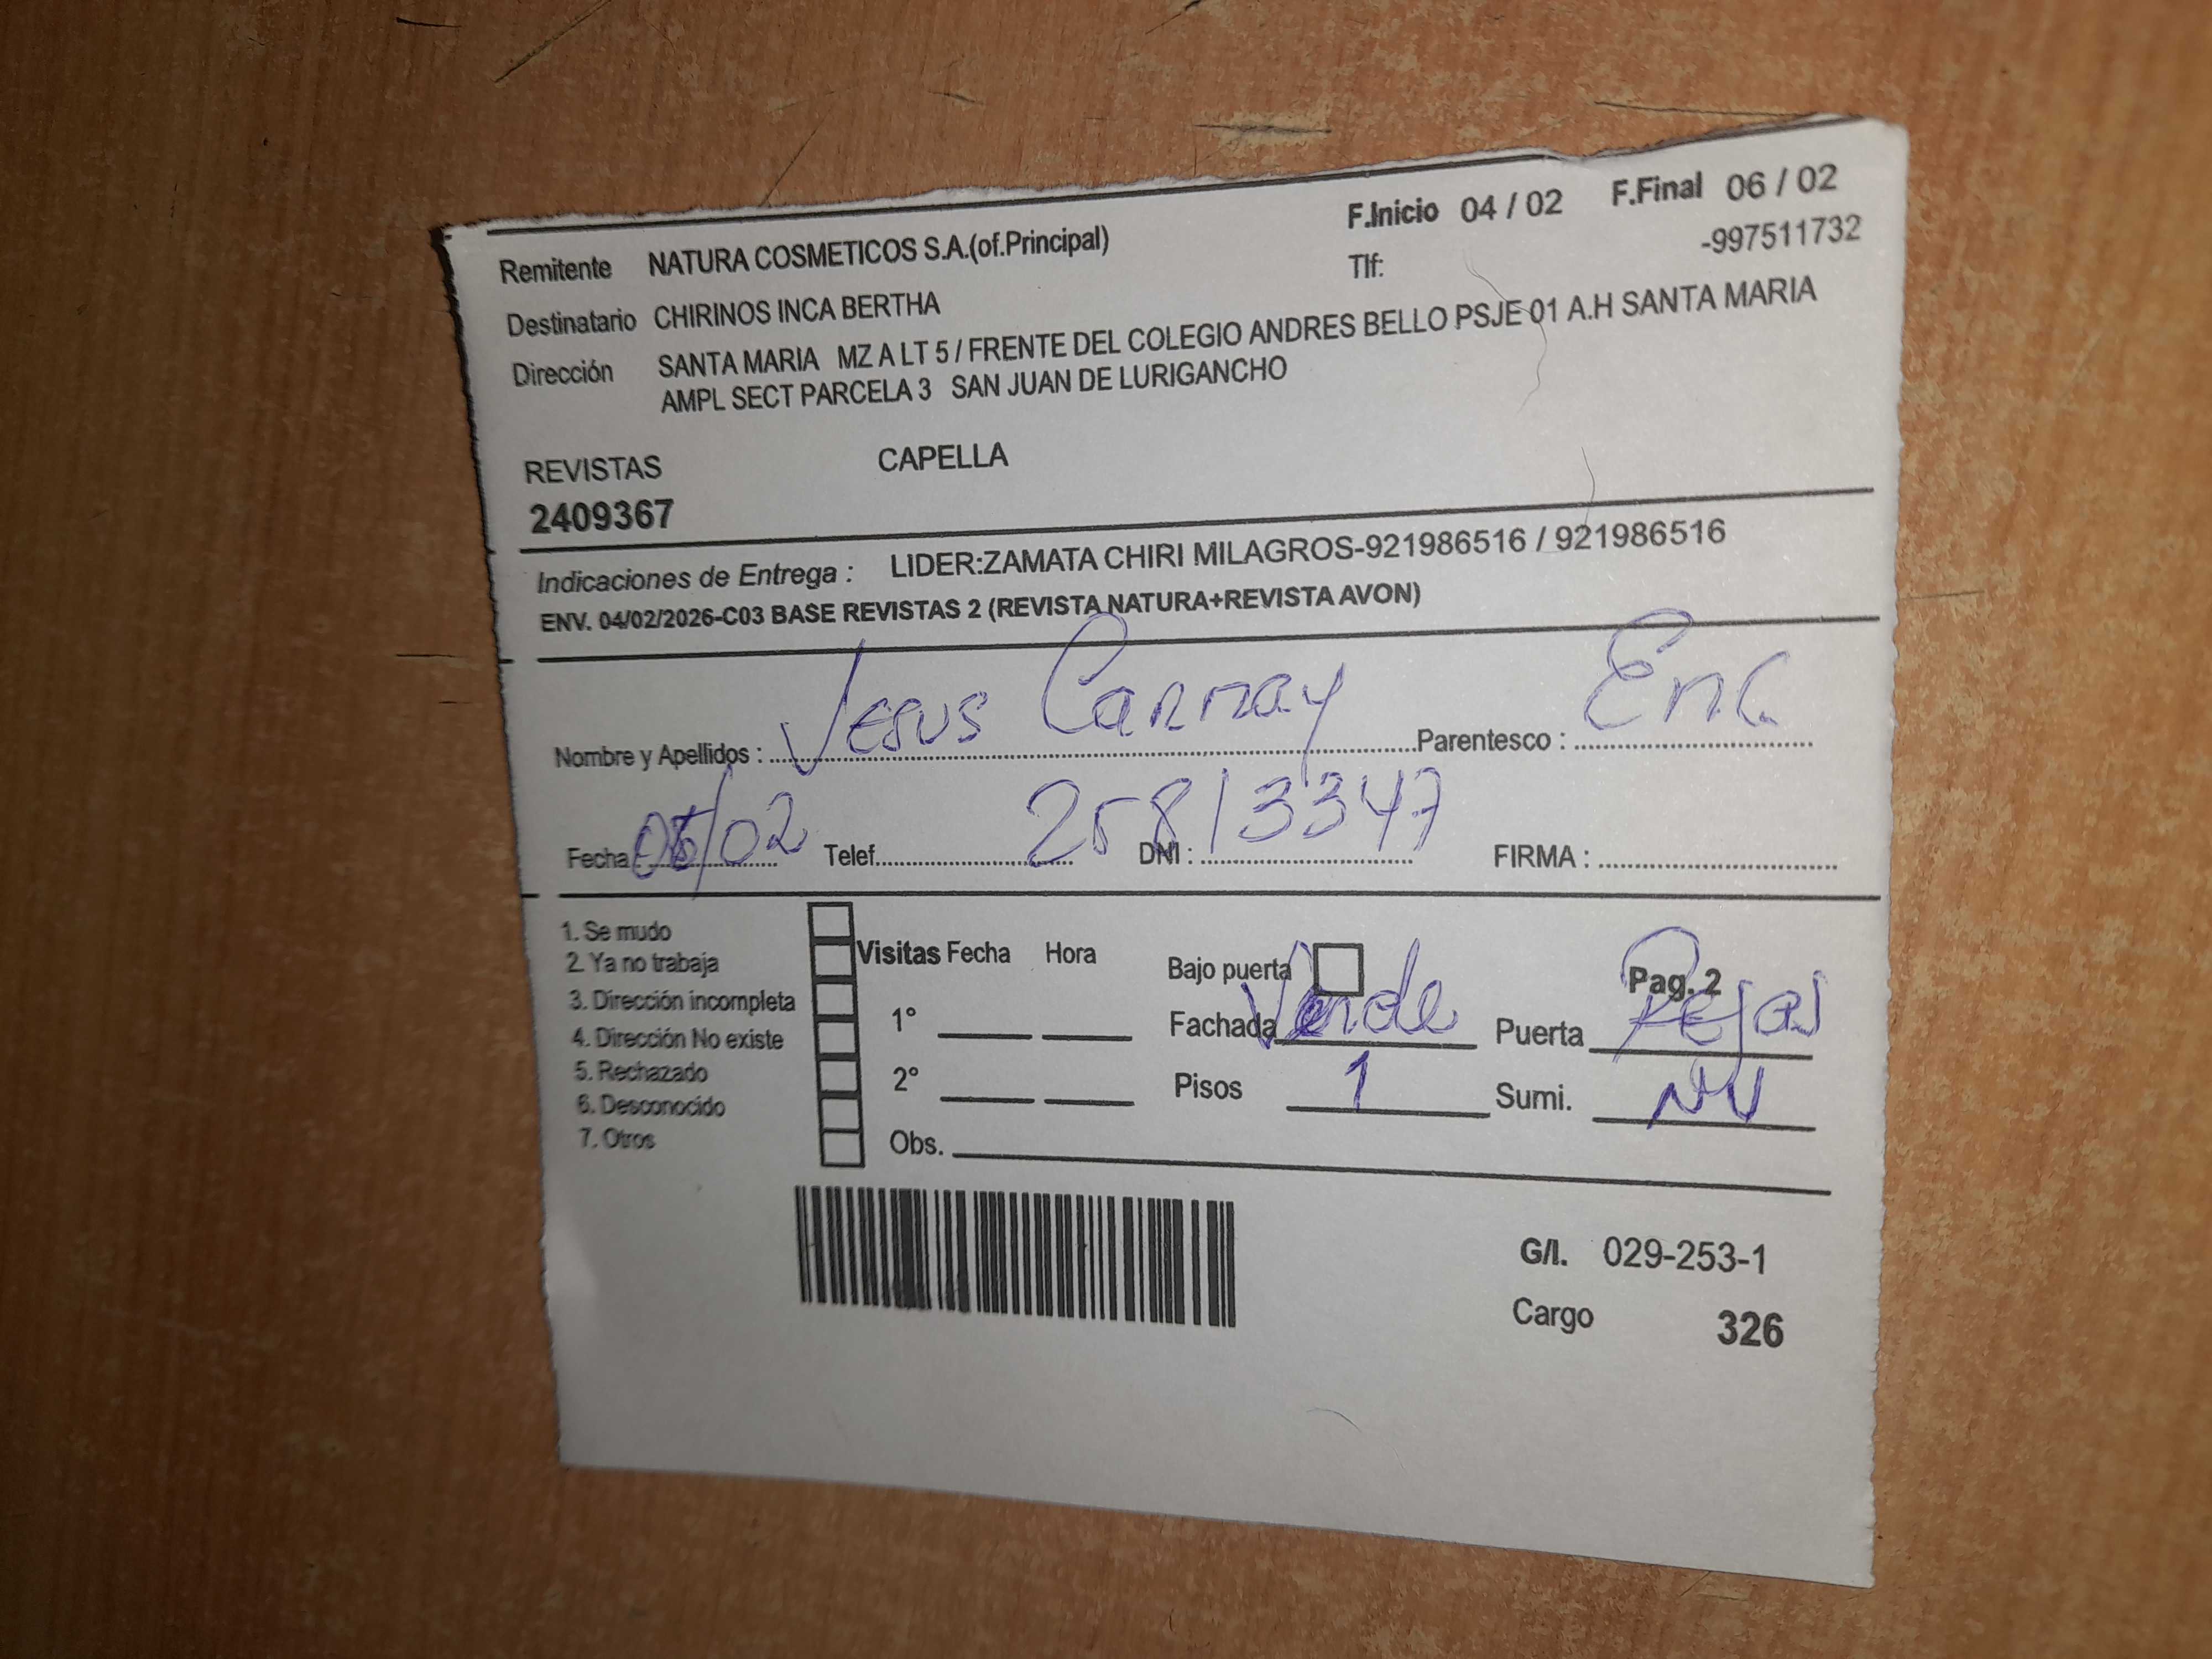 F.Inicio 04 / 02 F.Final 06 / 02
Remitente NATURA COSMETICOS S.A.(of.Principal) Tlf: -997511732
Destinatario CHIRINOS INCA BERTHA
Dirección SANTA MARIA MZ A LT 5 / FRENTE DEL COLEGIO ANDRES BELLO PSJE 01 A.H SANTA MARIA
AMPL SECT PARCELA 3 SAN JUAN DE LURIGANCHO
REVISTAS CAPELLA
2409367
Indicaciones de Entrega : LIDER:ZAMATA CHIRI MILAGROS-921986516 / 921986516
ENV. 04/02/2026-C03 BASE REVISTAS 2 (REVISTA NATURA+REVISTA AVON)
Nombre y Apellidos : Jesus Carmay Parentesco : Enc.
Fecha : 05/02 Telef. DNI : 25813347 FIRMA :
1. Se mudo
2. Ya no trabaja
3. Dirección incompleta
4. Dirección No existe
5. Rechazado
6. Desconocido
7. Otros
Visitas Fecha Hora
1°
2°
Obs.
Bajo puerta Pag. 2
Fachada Verde Puerta Rejas
Pisos 1 Sumi. NV
G/I. 029-253-1
Cargo 326